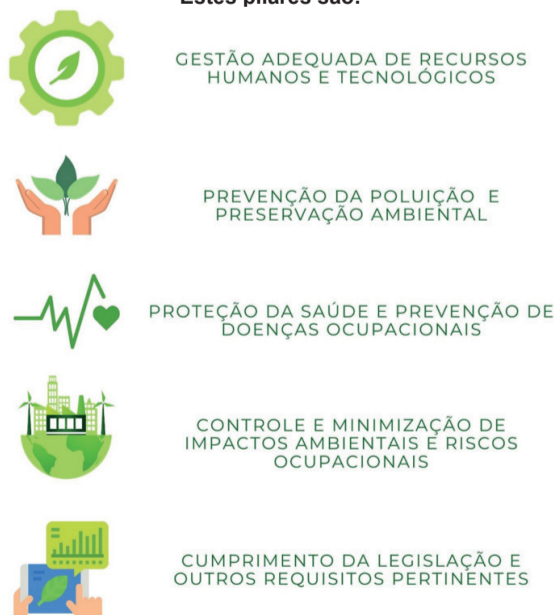 Estes pilares são:
GESTÃO ADEQUADA DE RECURSOS
HUMANOS E TECNOLÓGICOS
PREVENÇÃO DA POLUIÇÃO E
PRESERVAÇÃO AMBIENTAL
PROTEÇÃO DA SAÚDE E PREVENÇÃO DE
DOENÇAS OCUPACIONAIS
CONTROLE E MINIMIZAÇÃO DE
IMPACTOS AMBIENTAIS E RISCOS
OCUPACIONAIS
CUMPRIMENTO DA LEGISLAÇÃO E
OUTROS REQUISITOS PERTINENTES